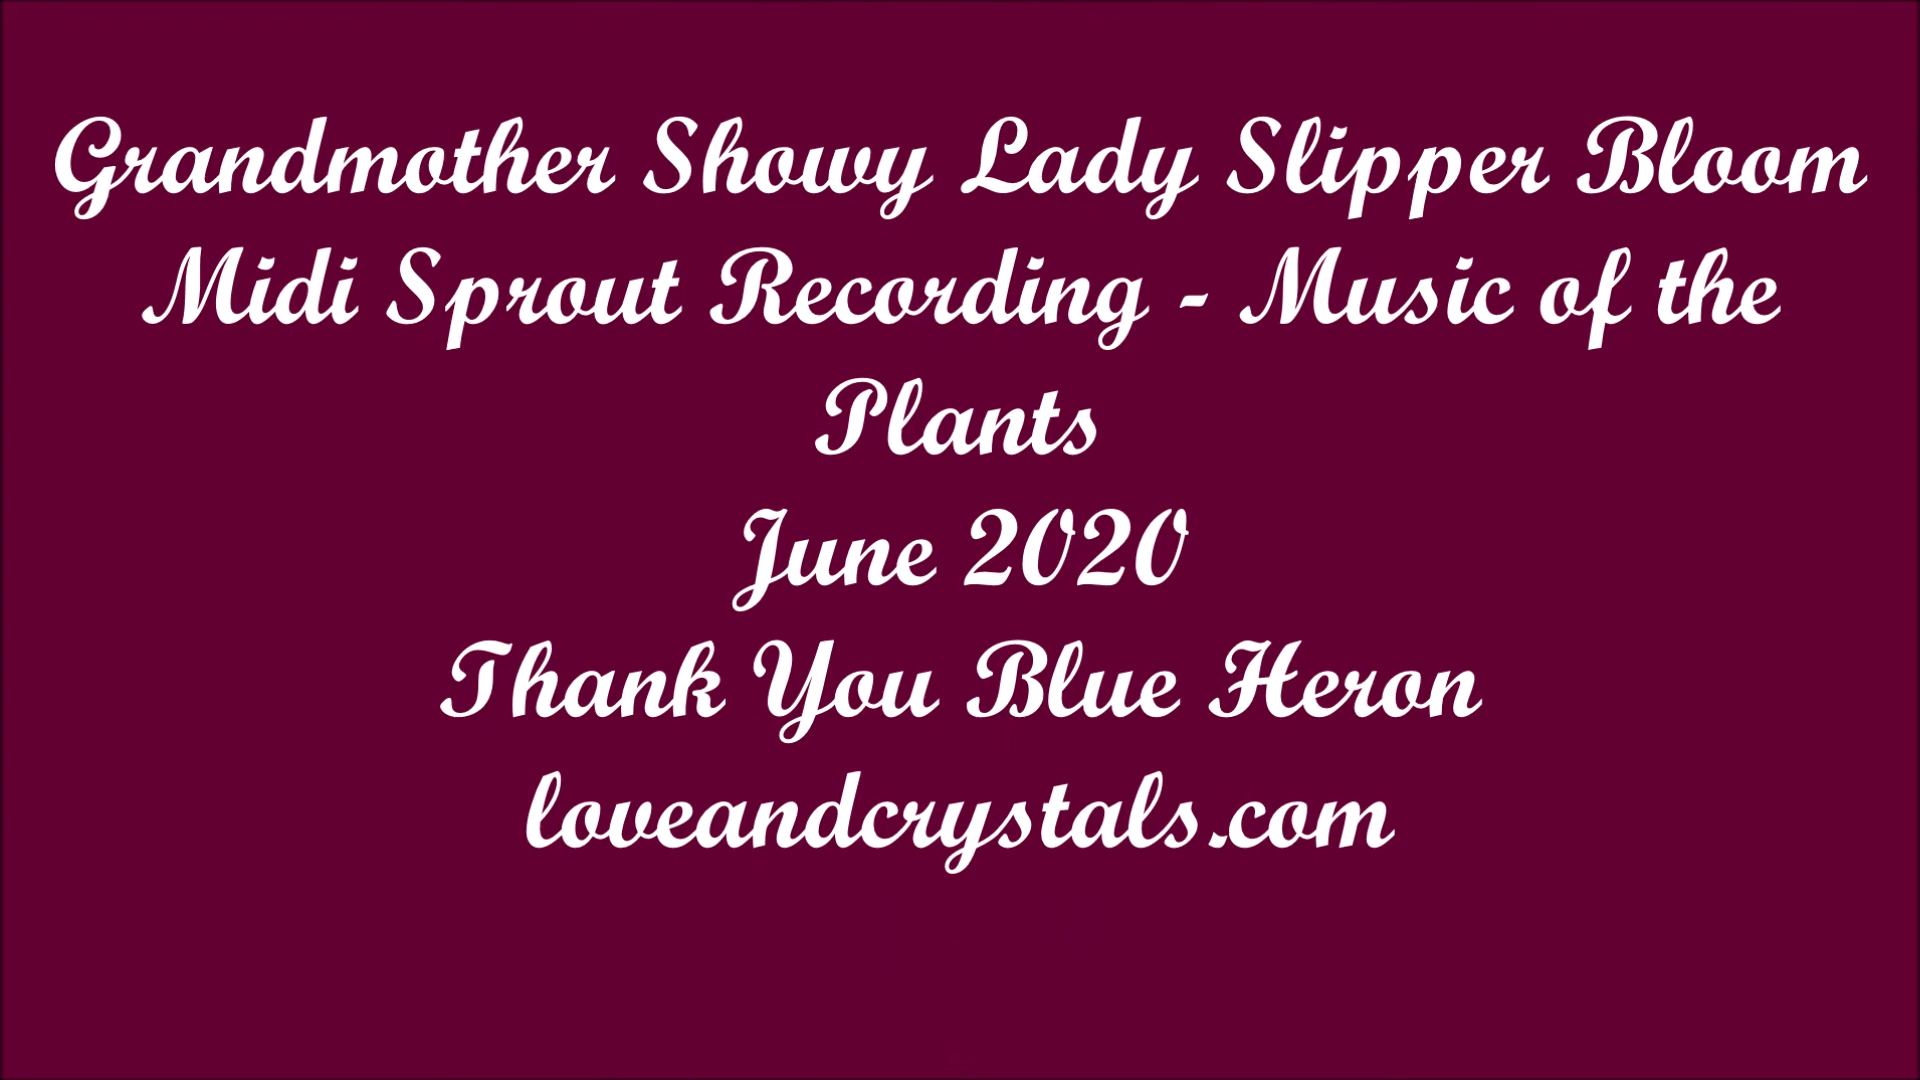 Grandmother Showy Lady Slipper Bloom
Midi Sprout Recording - Music of the
Plants
June 2020
Thank You Blue Heron
loveandcrystals.com